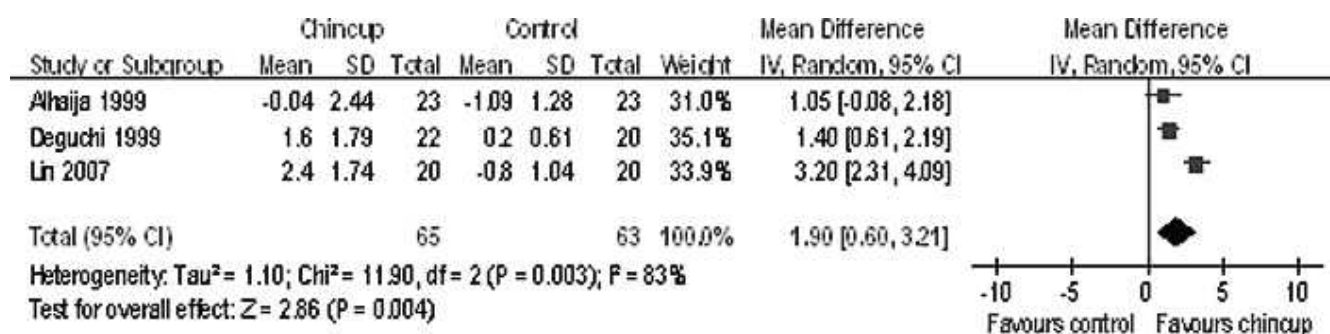 Chincup Control Mean Difference Mean Difference
Study or Subgroup Mean SD Total Mean SD Total Weight IV, Random, 95% CI IV, Random, 95% CI
Alhaija 1999 -0.04 2.44 23 -1.09 1.28 23 31.0% 1.05 [-0.08, 2.18]
Deguchi 1999 1.6 1.79 22 0.2 0.61 20 35.1% 1.40 [0.61, 2.19]
Lin 2007 2.4 1.74 20 -0.8 1.04 20 33.9% 3.20 [2.31, 4.09]
Total (95% CI) 65 63 100.0% 1.90 [0.60, 3.21]
Heterogeneity: Tau² = 1.10; Chi² = 11.90, df = 2 (P = 0.003); I² = 83%
Test for overall effect: Z = 2.86 (P = 0.004)
-10 -5 0 5 10
Favours control Favours chincup